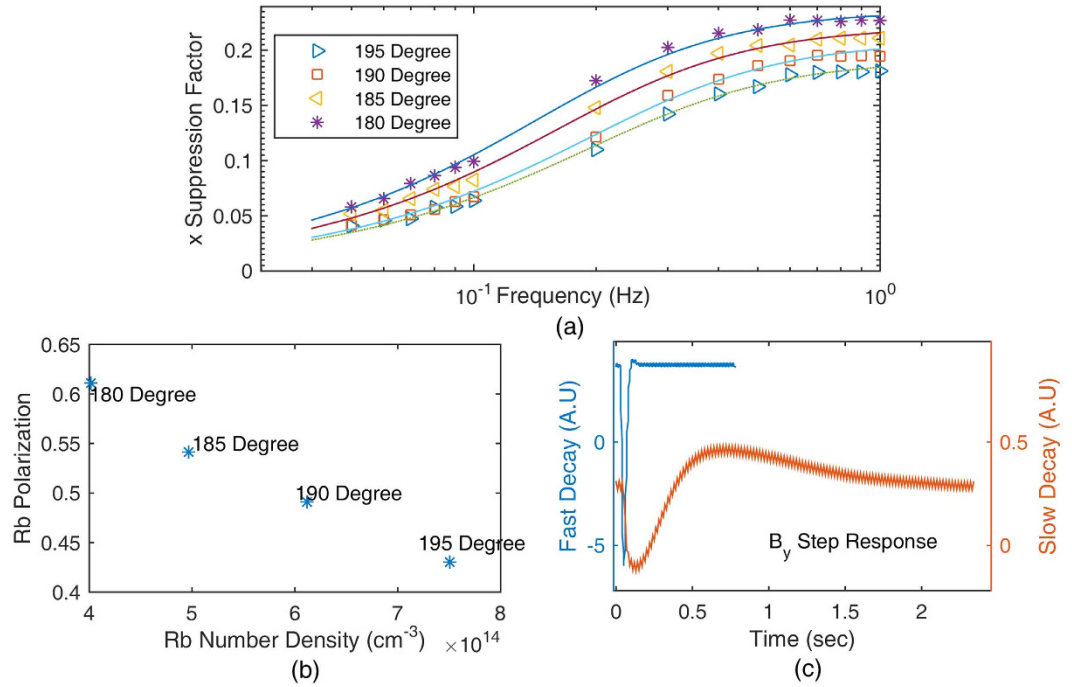 x Suppression Factor
0.2
0.15
0.1
0.05
0
195 Degree
190 Degree
185 Degree
180 Degree
10⁻¹ Frequency (Hz) 10⁰
(a)
Rb Polarization
0.65
0.6
0.55
0.5
0.45
0.4
180 Degree
185 Degree
190 Degree
195 Degree
4 5 6 7 8
Rb Number Density (cm⁻³) ×10¹⁴
(b)
Fast Decay (A.U)
0
-5
Slow Decay (A.U)
0.5
0
B_y Step Response
0 0.5 1 1.5 2
Time (sec)
(c)